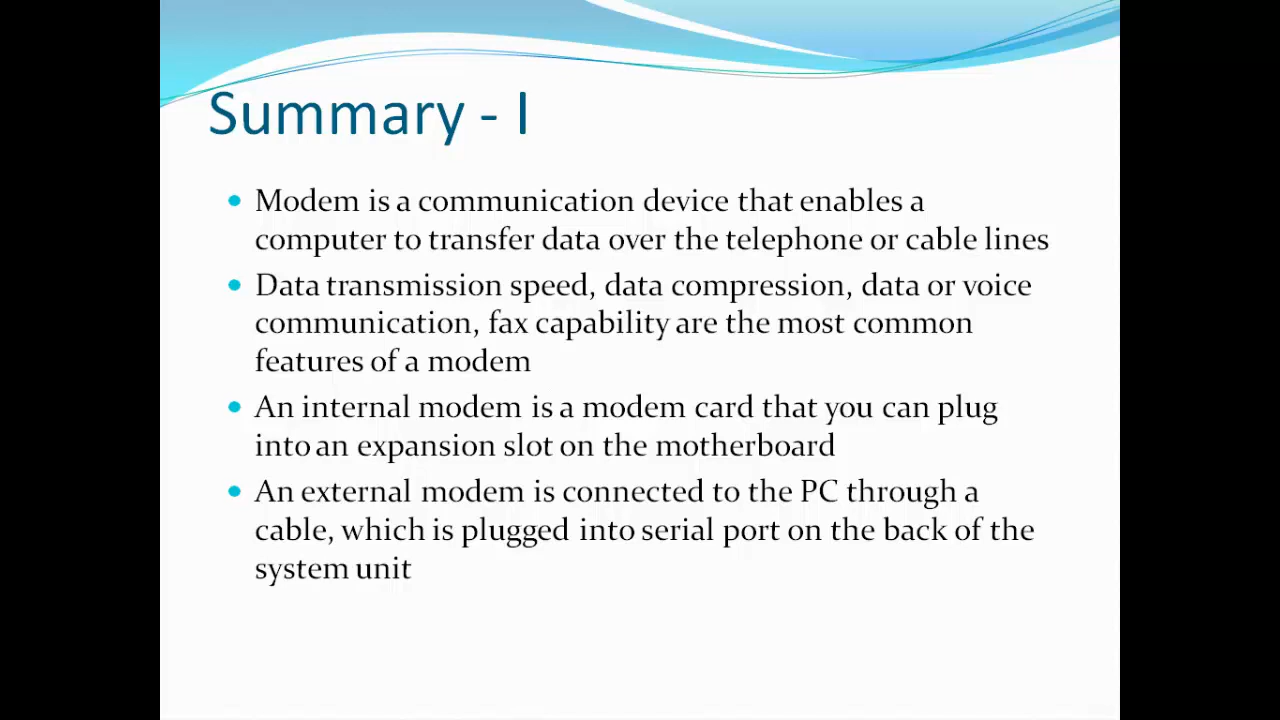 Summary - I
• Modem is a communication device that enables a
computer to transfer data over the telephone or cable lines
• Data transmission speed, data compression, data or voice
communication, fax capability are the most common
features of a modem
• An internal modem is a modem card that you can plug
into an expansion slot on the motherboard
• An external modem is connected to the PC through a
cable, which is plugged into serial port on the back of the
system unit